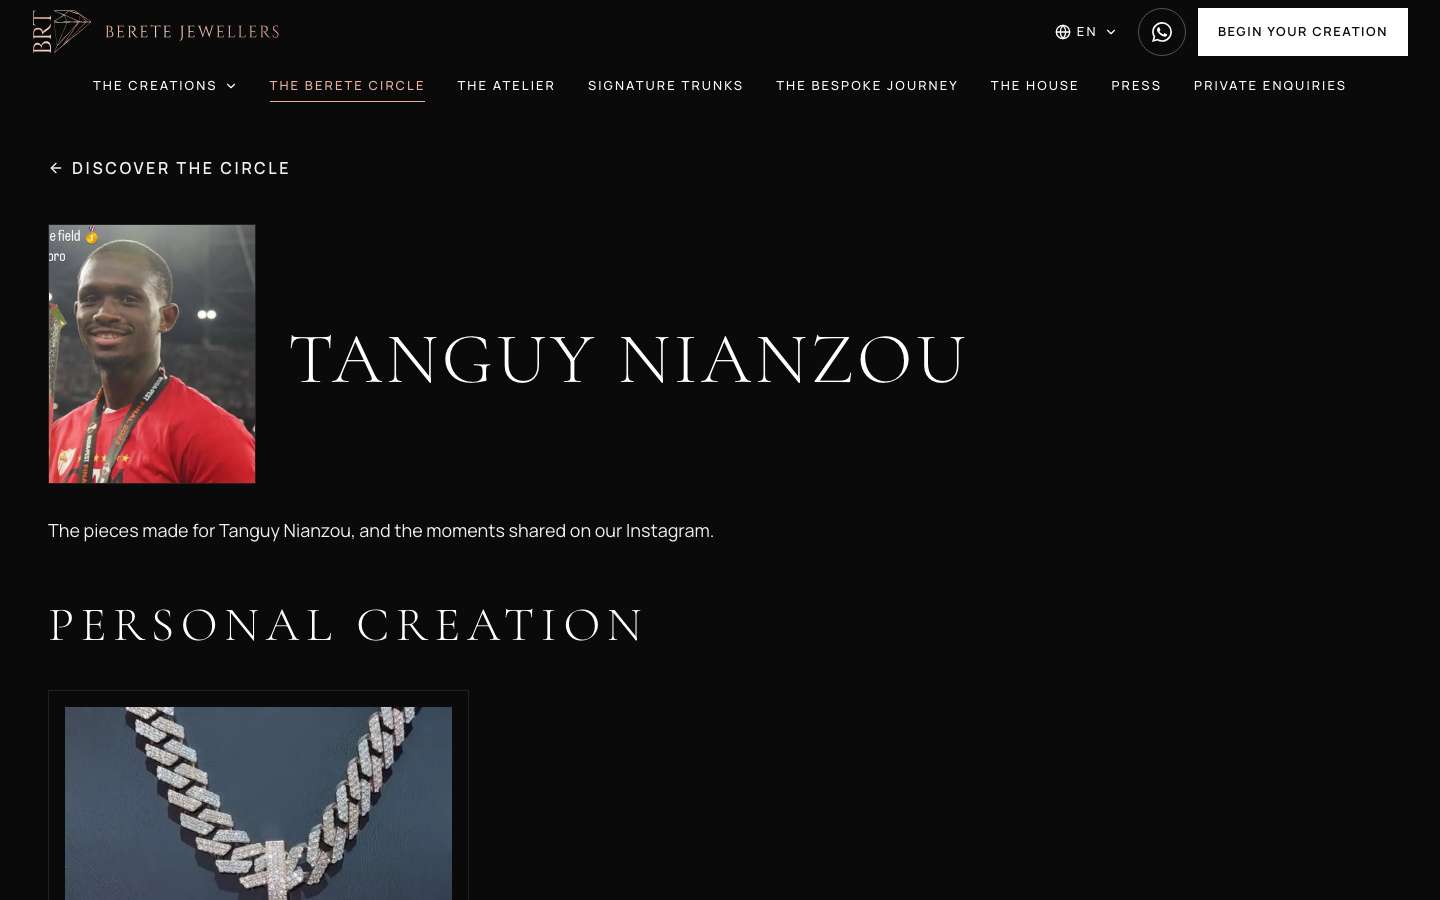 BRT BERETE JEWELLERS
EN
BEGIN YOUR CREATION
THE CREATIONS THE BERETE CIRCLE THE ATELIER SIGNATURE TRUNKS THE BESPOKE JOURNEY THE HOUSE PRESS PRIVATE ENQUIRIES
← DISCOVER THE CIRCLE
e field 🥇
oro
TANGUY NIANZOU
The pieces made for Tanguy Nianzou, and the moments shared on our Instagram.
PERSONAL CREATION